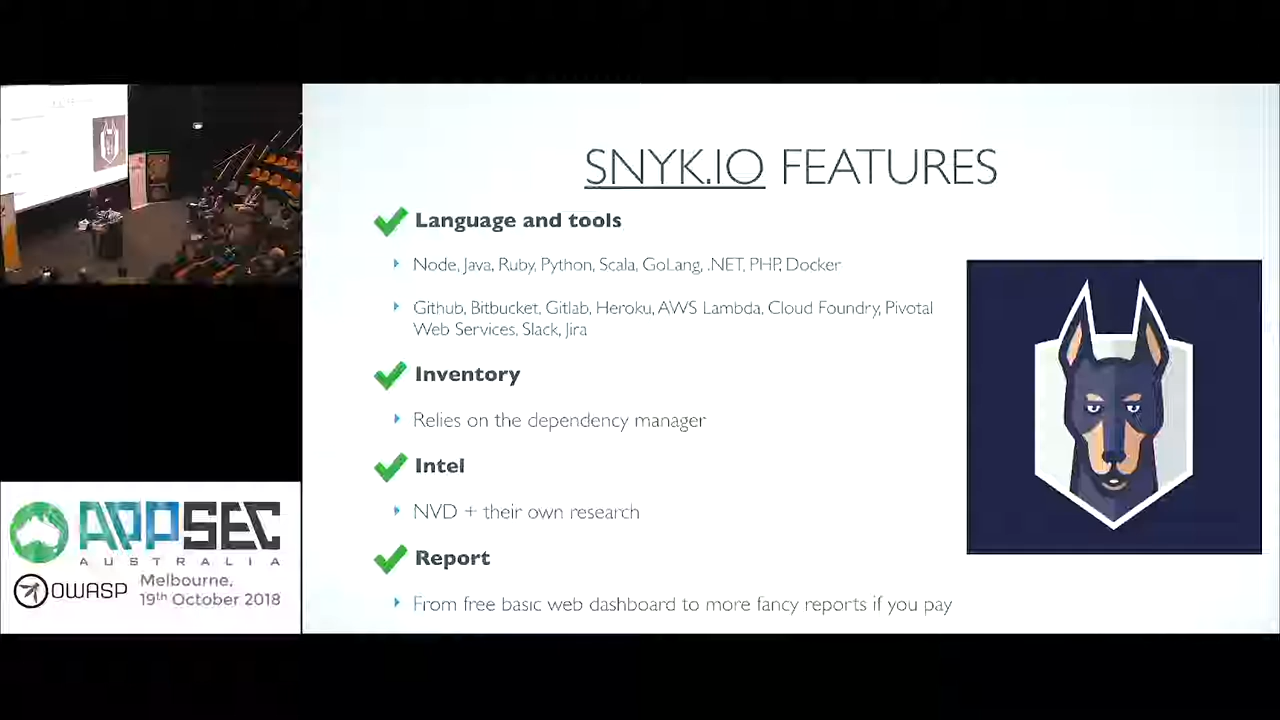 SNYK.IO FEATURES
Language and tools
Node, Java, Ruby, Python, Scala, GoLang, .NET, PHP, Docker
Github, Bitbucket, Gitlab, Heroku, AWS Lambda, Cloud Foundry, Pivotal
Web Services, Slack, Jira
Inventory
Relies on the dependency manager
Intel
NVD + their own research
Report
From free basic web dashboard to more fancy reports if you pay
APPSEC
AUSTRALIA
OWASP
Melbourne,
19th October 2018